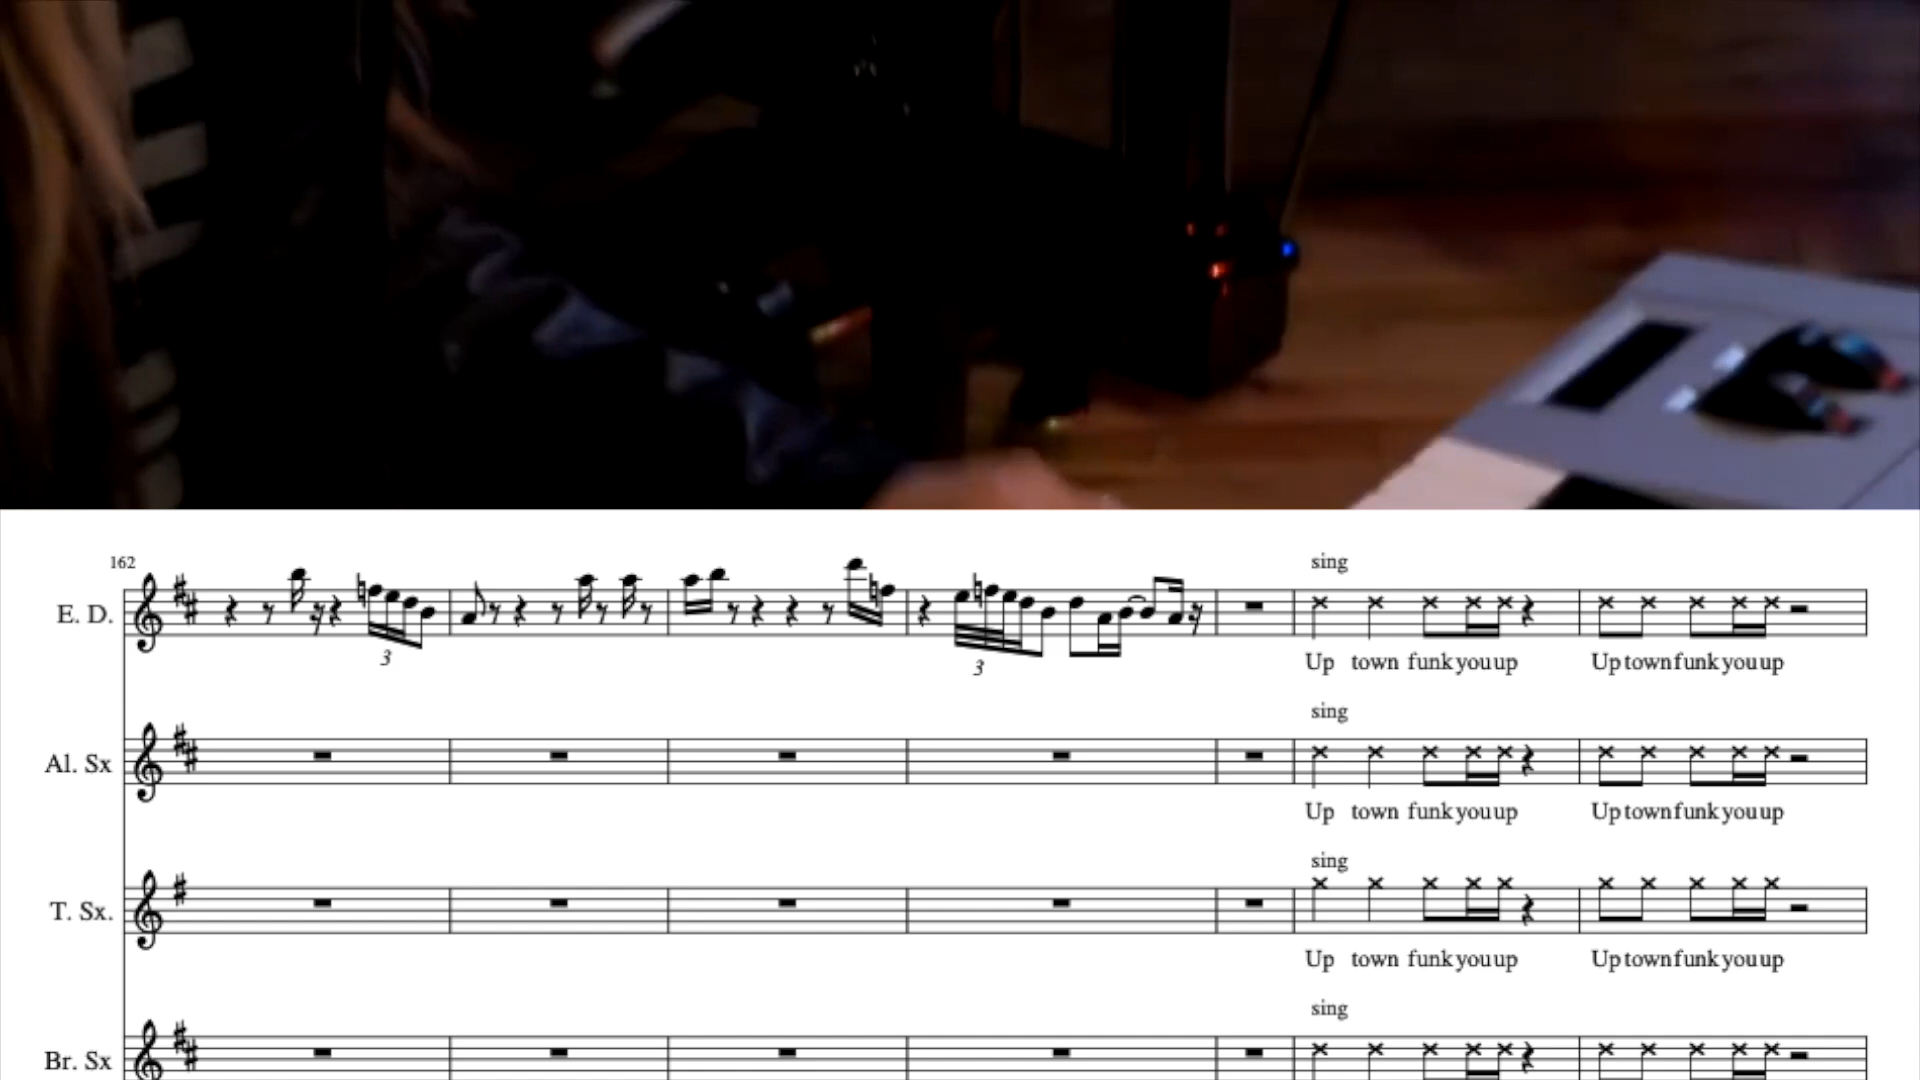 162
sing
E. D.
3
3
Up town funk you up Up town funk you up
sing
Al. Sx
Up town funk you up Up town funk you up
sing
T. Sx.
Up town funk you up Up town funk you up
sing
Br. Sx